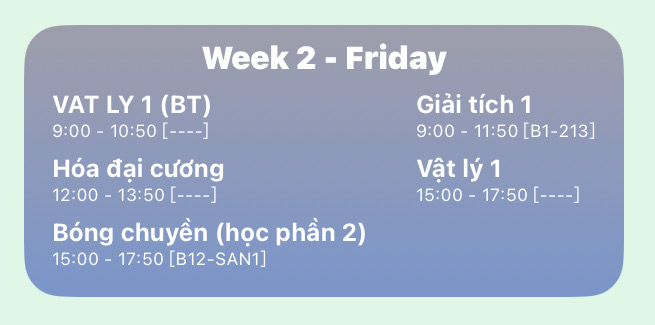 Week 2 - Friday
VAT LY 1 (BT)
9:00 - 10:50 [----]
Giải tích 1
9:00 - 11:50 [B1-213]
Hóa đại cương
12:00 - 13:50 [----]
Vật lý 1
15:00 - 17:50 [----]
Bóng chuyền (học phần 2)
15:00 - 17:50 [B12-SAN1]